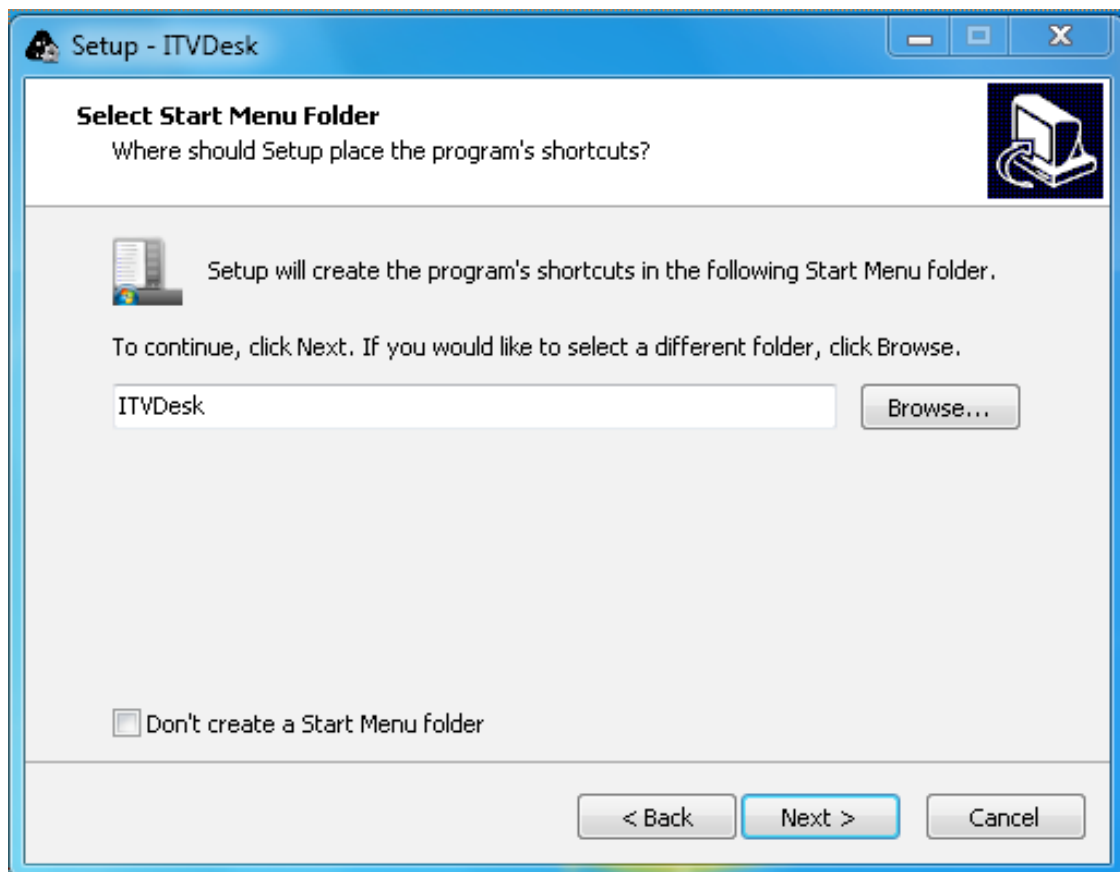 Setup - ITVDesk
Select Start Menu Folder
Where should Setup place the program's shortcuts?
Setup will create the program's shortcuts in the following Start Menu folder.
To continue, click Next. If you would like to select a different folder, click Browse.
ITVDesk
Browse...
Don't create a Start Menu folder
< Back
Next >
Cancel